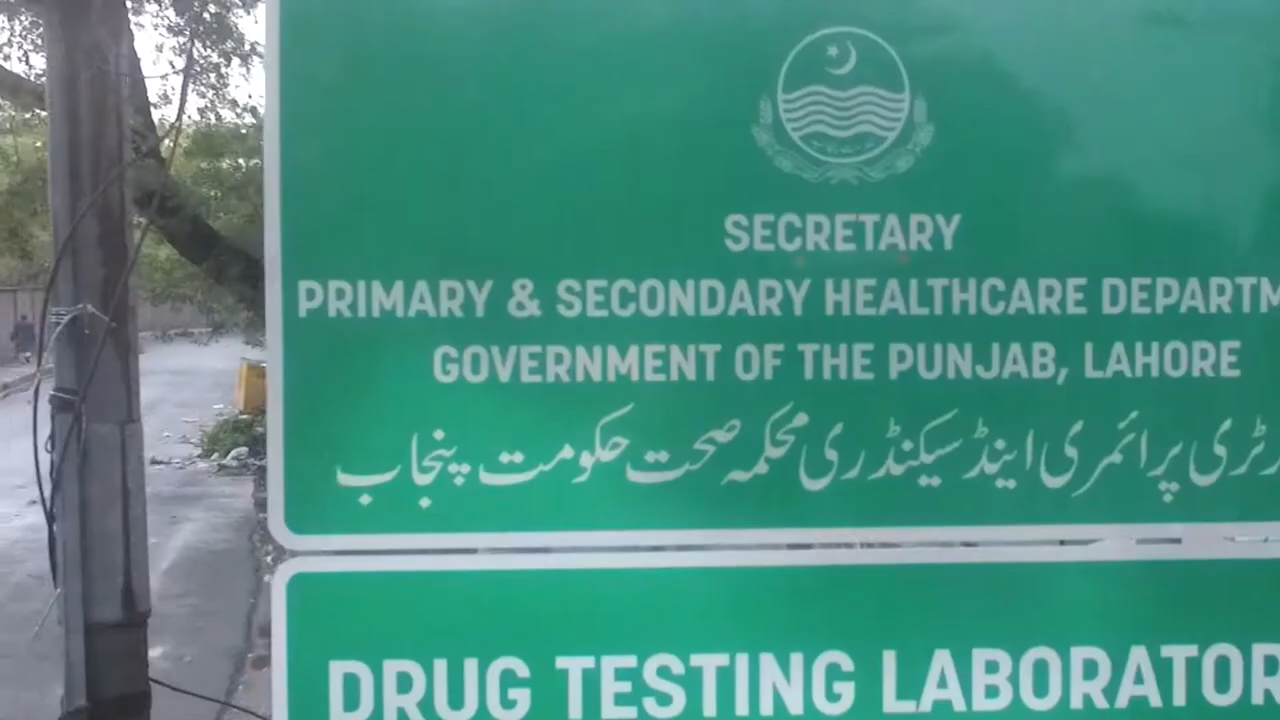 SECRETARY
PRIMARY & SECONDARY HEALTHCARE DEPARTM
GOVERNMENT OF THE PUNJAB, LAHORE
پرائمری اینڈ سیکنڈری محکمہ صحت حکومت پنجاب
DRUG TESTING LABORATOR